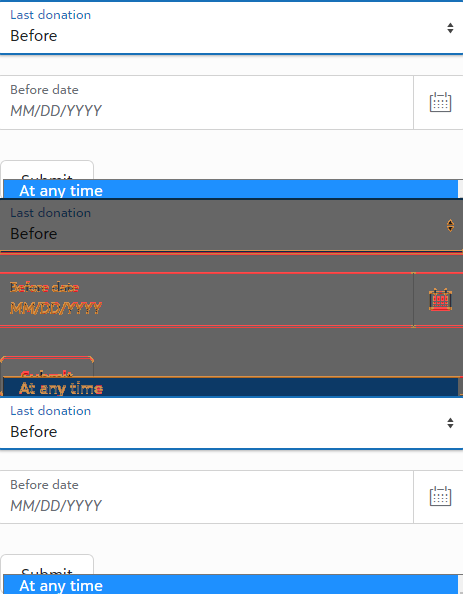 Last donation
Before
Before date
MM/DD/YYYY
Submit
At any time
Last donation
Before
Before date
MM/DD/YYYY
Submit
At any time
Last donation
Before
Before date
MM/DD/YYYY
Submit
At any time